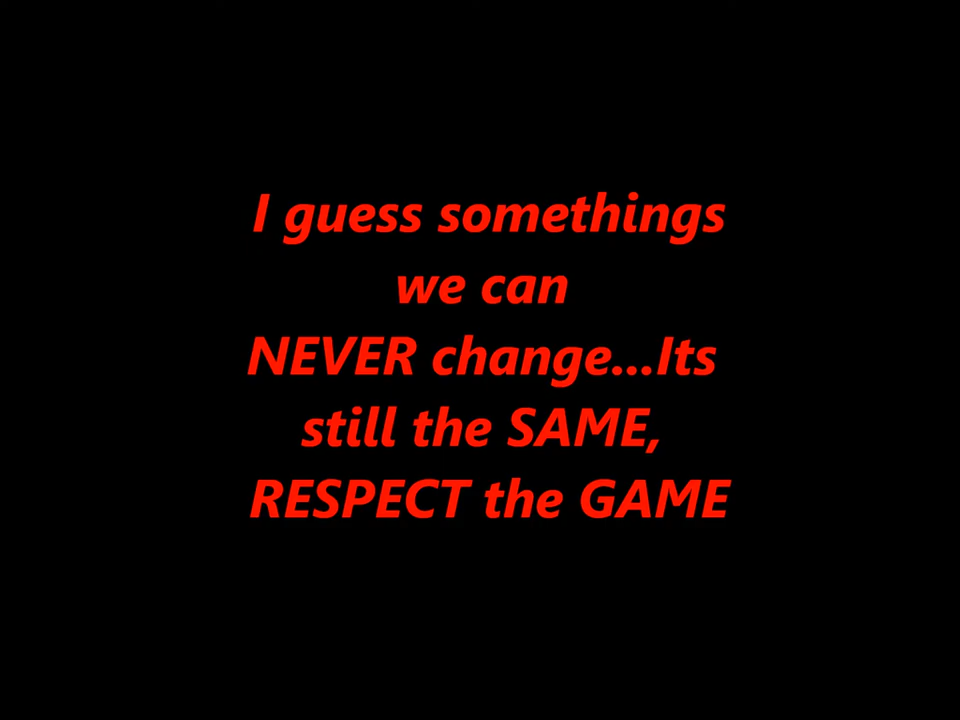 I guess somethings
we can
NEVER change...Its
still the SAME,
RESPECT the GAME